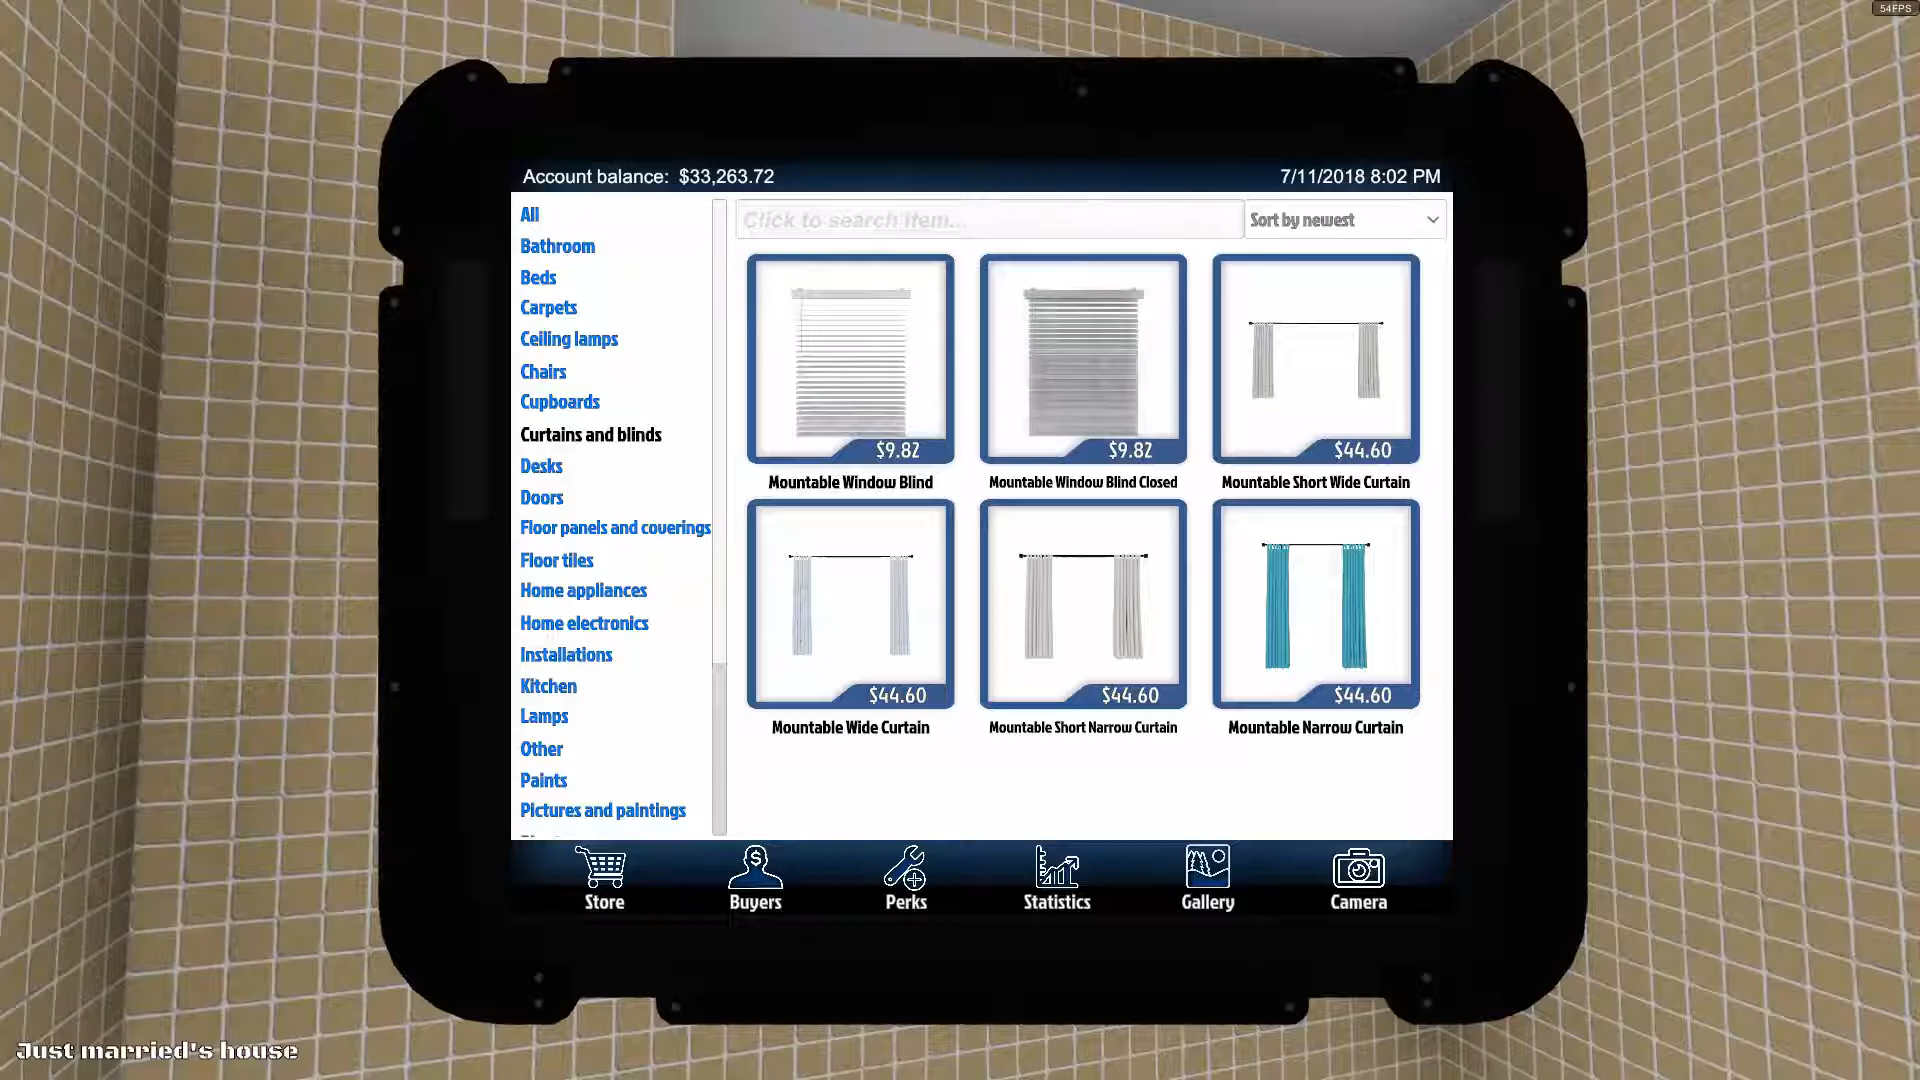 54FPS
Account balance: $33,263.72
7/11/2018 8:02 PM
All
Bathroom
Beds
Carpets
Ceiling lamps
Chairs
Cupboards
Curtains and blinds
Desks
Doors
Floor panels and coverings
Floor tiles
Home appliances
Home electronics
Installations
Kitchen
Lamps
Other
Paints
Pictures and paintings
Click to search item...
Sort by newest
$9.82
$9.82
$44.60
Mountable Window Blind
Mountable Window Blind Closed
Mountable Short Wide Curtain
$44.60
$44.60
$44.60
Mountable Wide Curtain
Mountable Short Narrow Curtain
Mountable Narrow Curtain
Store
Buyers
Perks
Statistics
Gallery
Camera
Just married's house